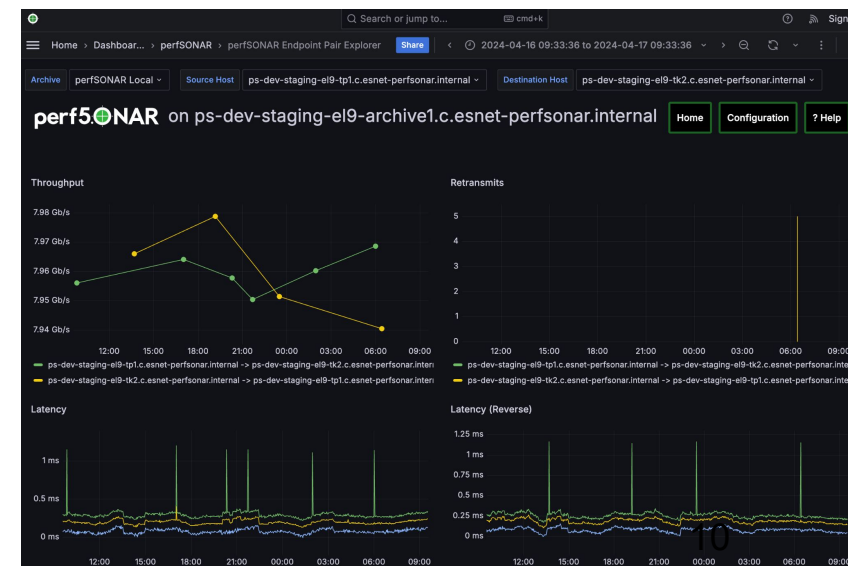 Search or jump to... cmd+k Sign
Home › Dashboar... › perfSONAR › perfSONAR Endpoint Pair Explorer Share 2024-04-16 09:33:36 to 2024-04-17 09:33:36
Archive perfSONAR Local Source Host ps-dev-staging-el9-tp1.c.esnet-perfsonar.internal Destination Host ps-dev-staging-el9-tk2.c.esnet-perfsonar.internal
perfSONAR on ps-dev-staging-el9-archive1.c.esnet-perfsonar.internal Home Configuration ? Help
Throughput
7.98 Gb/s
7.97 Gb/s
7.96 Gb/s
7.95 Gb/s
7.94 Gb/s
12:00 15:00 18:00 21:00 00:00 03:00 06:00 09:00
ps-dev-staging-el9-tp1.c.esnet-perfsonar.internal -> ps-dev-staging-el9-tk2.c.esnet-perfsonar.intern
ps-dev-staging-el9-tk2.c.esnet-perfsonar.internal -> ps-dev-staging-el9-tp1.c.esnet-perfsonar.intern
Retransmits
5
4
3
2
1
0
12:00 15:00 18:00 21:00 00:00 03:00 06:00 09:00
ps-dev-staging-el9-tp1.c.esnet-perfsonar.internal -> ps-dev-staging-el9-tk2.c.esnet-perfsonar.inte
ps-dev-staging-el9-tk2.c.esnet-perfsonar.internal -> ps-dev-staging-el9-tp1.c.esnet-perfsonar.inte
Latency
1 ms
0.5 ms
0 ms
12:00 15:00 18:00 21:00 00:00 03:00 06:00 09:00
Latency (Reverse)
1.25 ms
1 ms
0.75 ms
0.5 ms
0.25 ms
0 ms
12:00 15:00 18:00 21:00 00:00 03:00 06:00 09:00
10